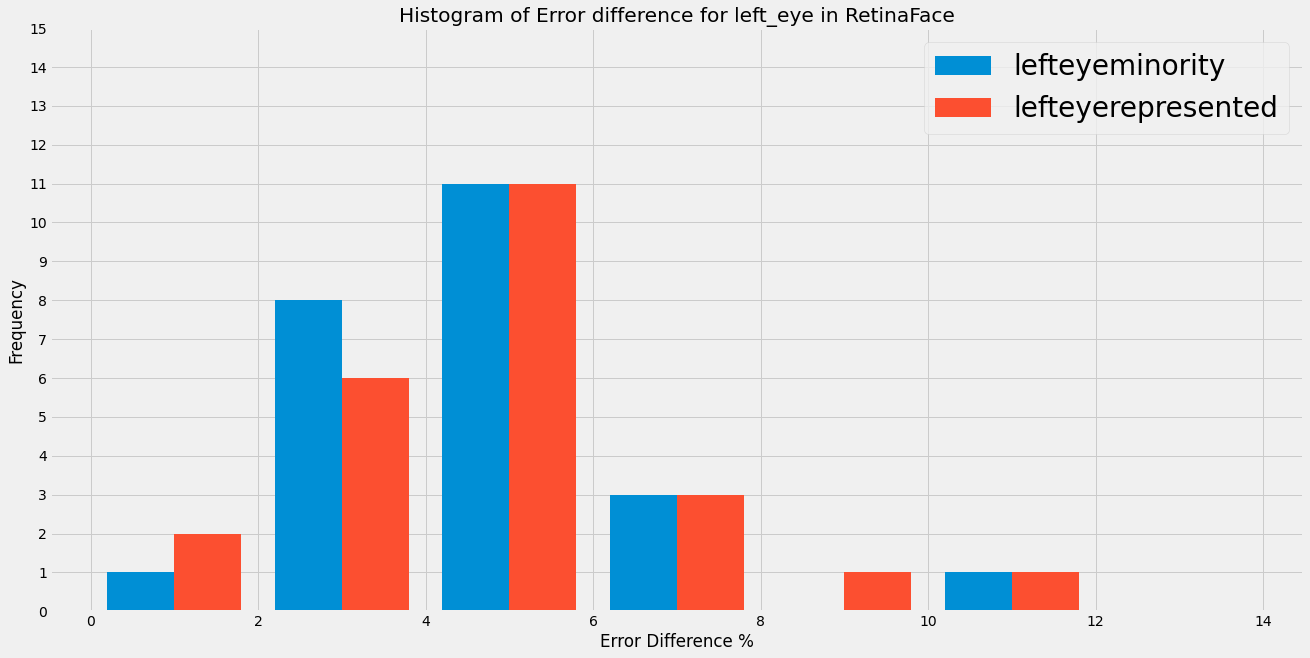 Histogram of Error difference for left_eye in RetinaFace
15
14
13
12
11
10
9
8
7
6
5
4
3
2
1
0
Frequency
lefteyeminority
lefteyerepresented
0 2 4 6 8 10 12 14
Error Difference %